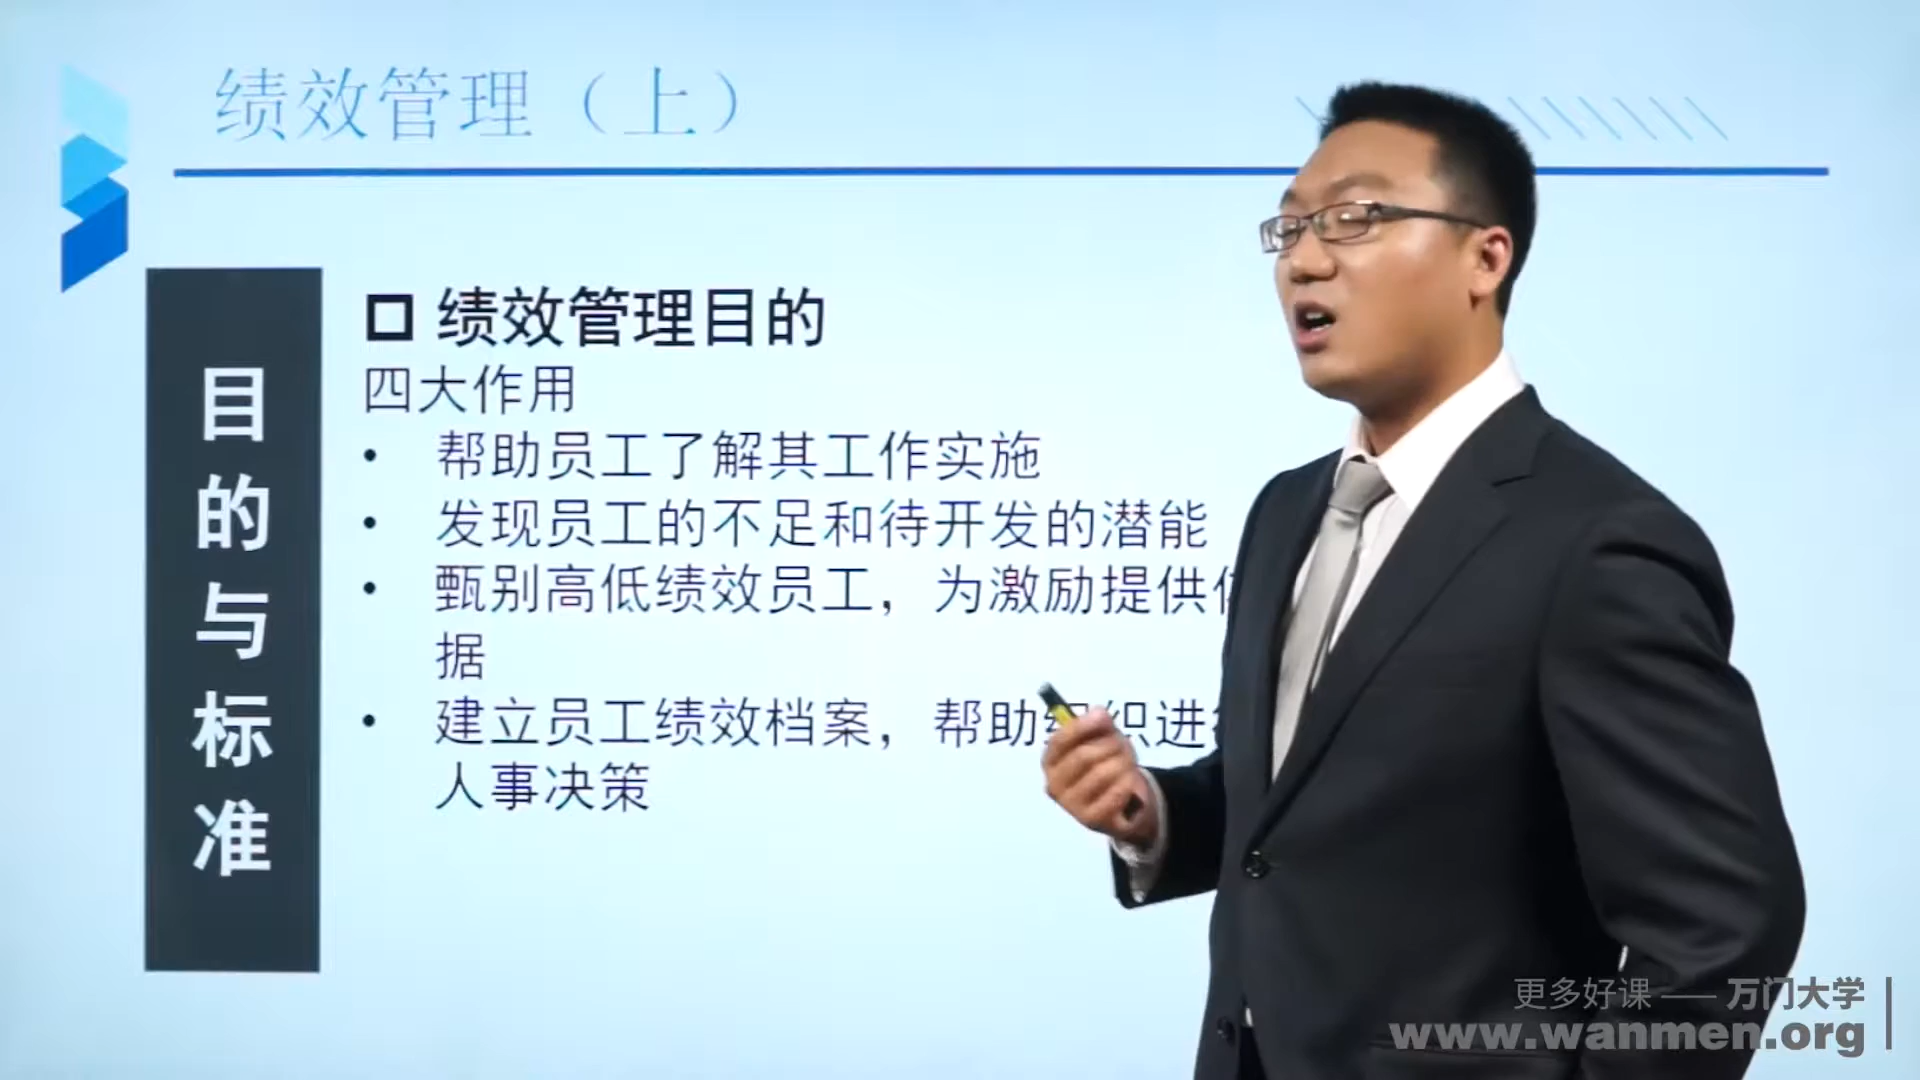 绩效管理（上）
目的与标准
绩效管理目的
四大作用
• 帮助员工了解其工作实施
• 发现员工的不足和待开发的潜能
• 甄别高低绩效员工，为激励提供
据
• 建立员工绩效档案，帮助组织进
人事决策
更多好课 —— 万门大学
www.wanmen.org